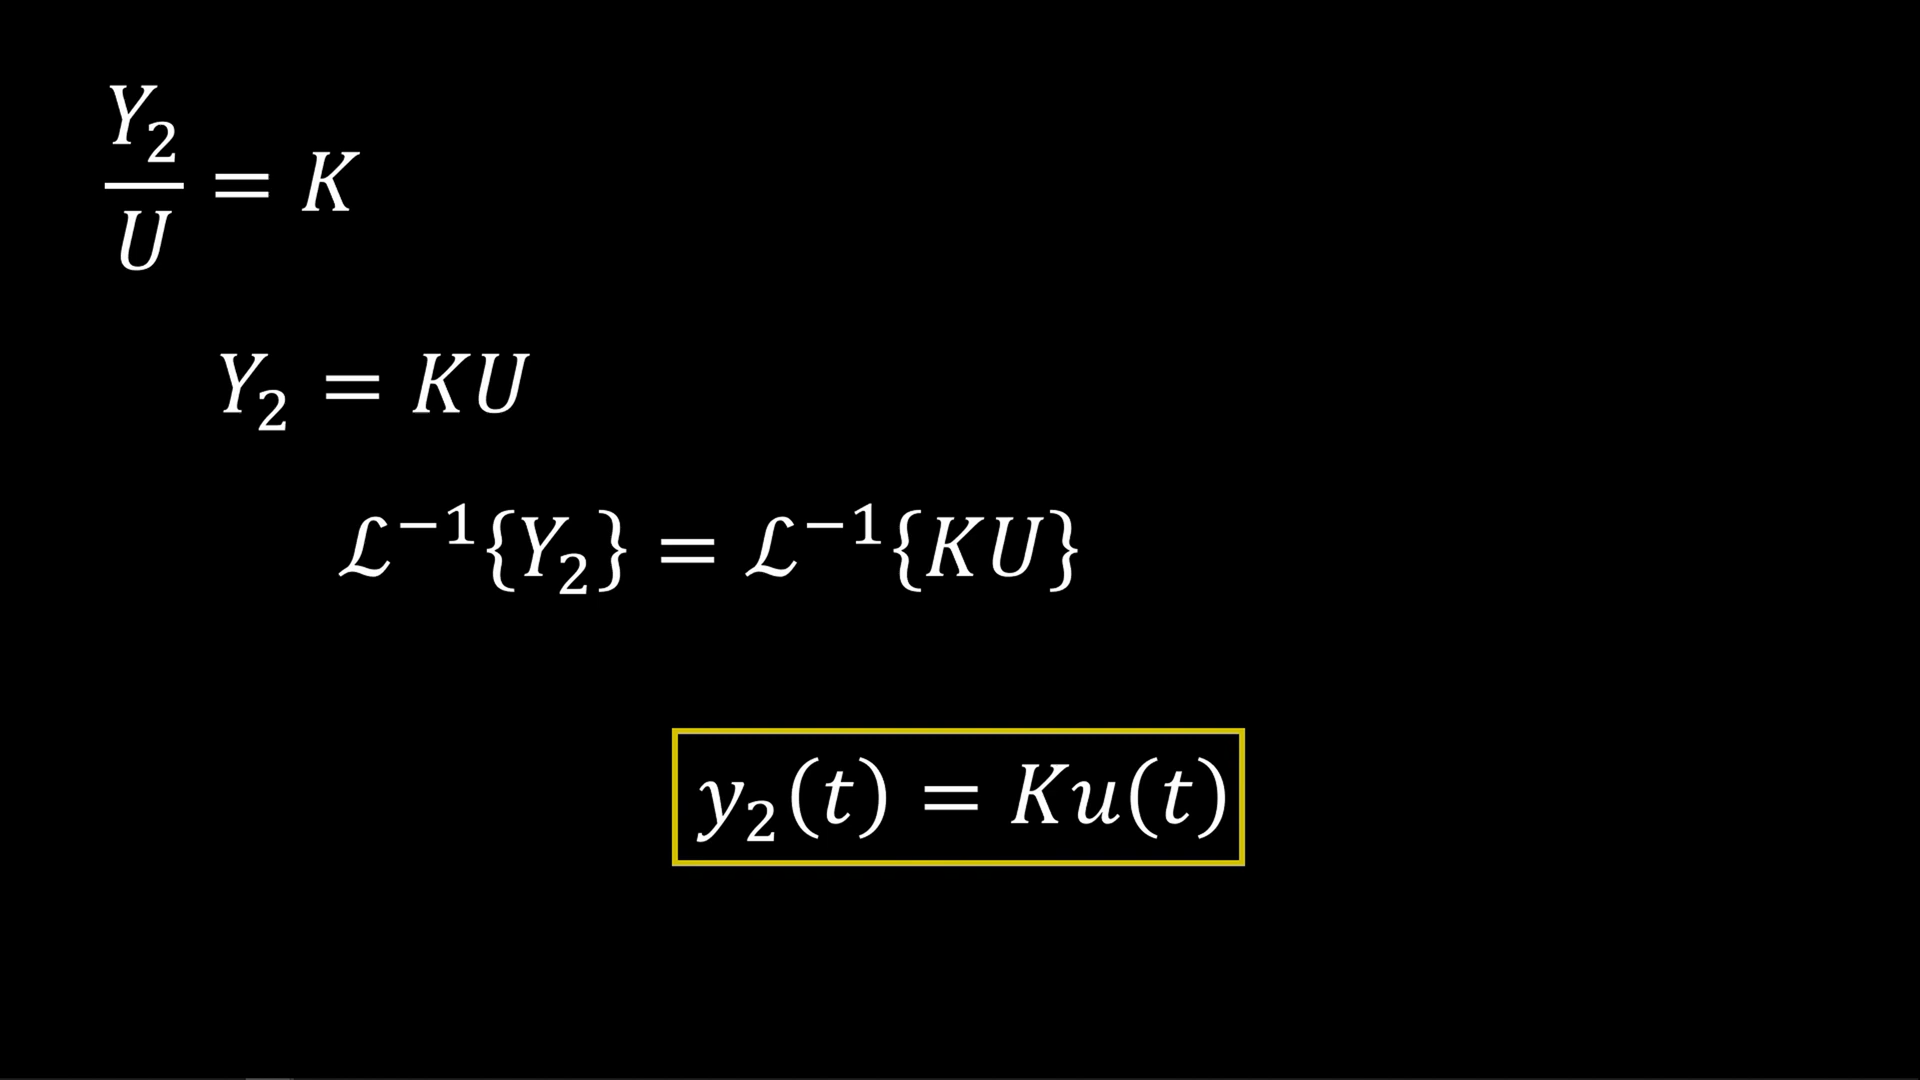 Y₂/U = K
Y₂ = KU
ℒ⁻¹{Y₂} = ℒ⁻¹{KU}
y₂(t) = Ku(t)